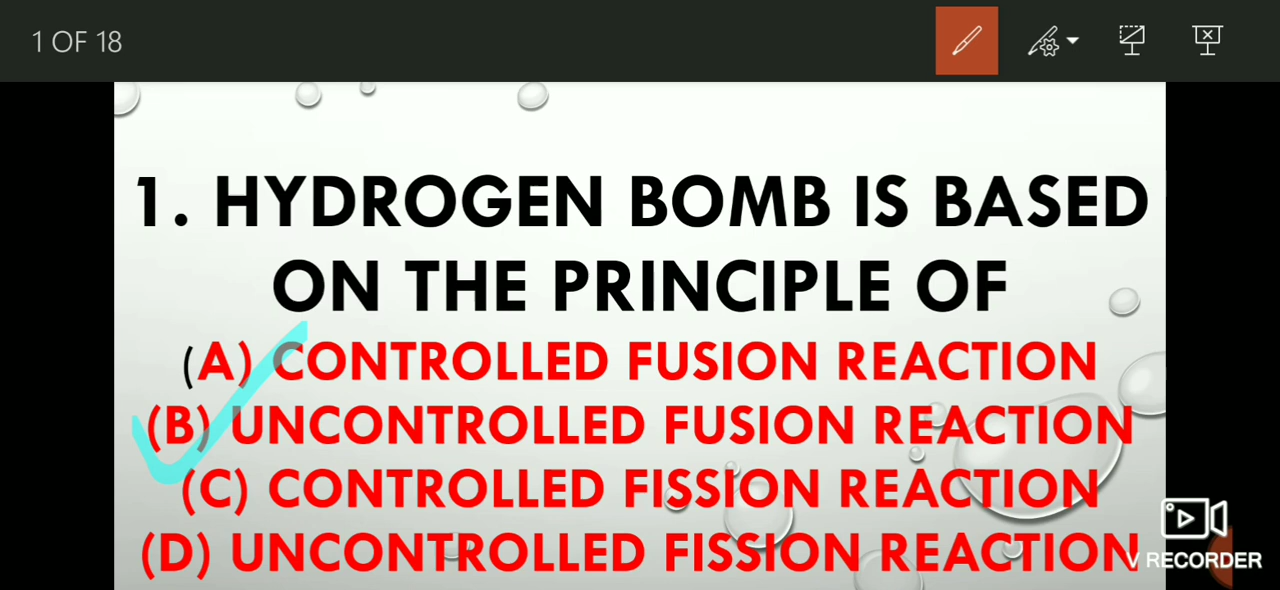 1 OF 18
1. HYDROGEN BOMB IS BASED
ON THE PRINCIPLE OF
(A) CONTROLLED FUSION REACTION
(B) UNCONTROLLED FUSION REACTION
(C) CONTROLLED FISSION REACTION
(D) UNCONTROLLED FISSION REACTION
V RECORDER